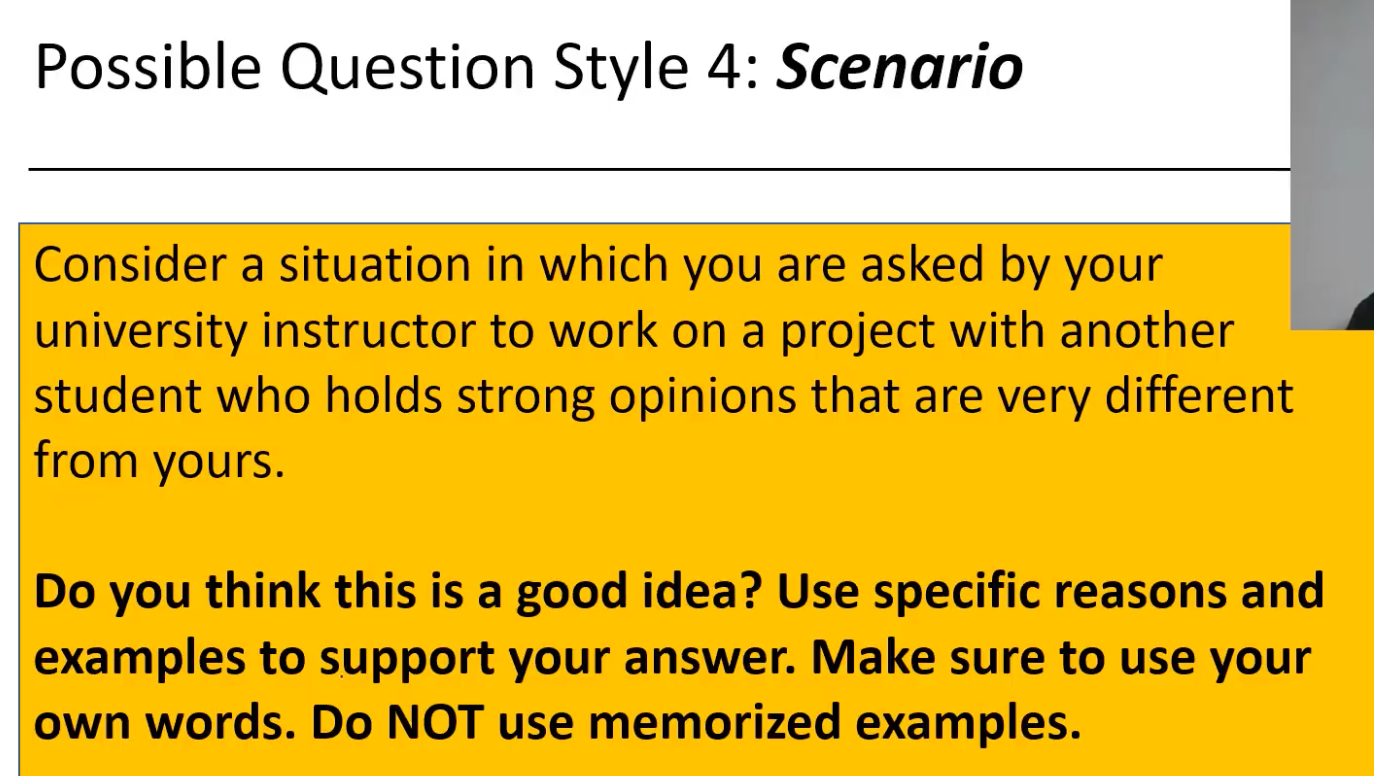 Possible Question Style 4: Scenario
Consider a situation in which you are asked by your
university instructor to work on a project with another
student who holds strong opinions that are very different
from yours.
Do you think this is a good idea? Use specific reasons and
examples to support your answer. Make sure to use your
own words. Do NOT use memorized examples.